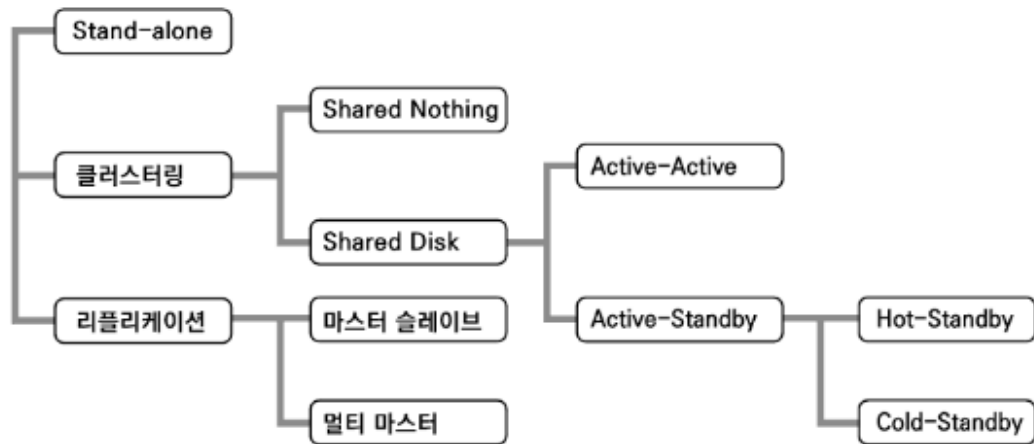 Stand-alone
Shared Nothing
클러스터링
Active-Active
Shared Disk
리플리케이션
마스터 슬레이브
Active-Standby
Hot-Standby
멀티 마스터
Cold-Standby